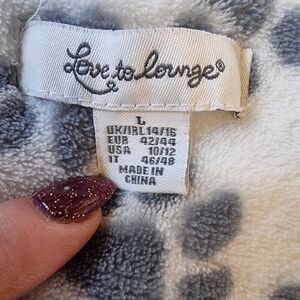 Love to lounge®
L
UK/IRL 14/16
EUR 42/44
USA 10/12
IT 46/48
MADE IN
CHINA